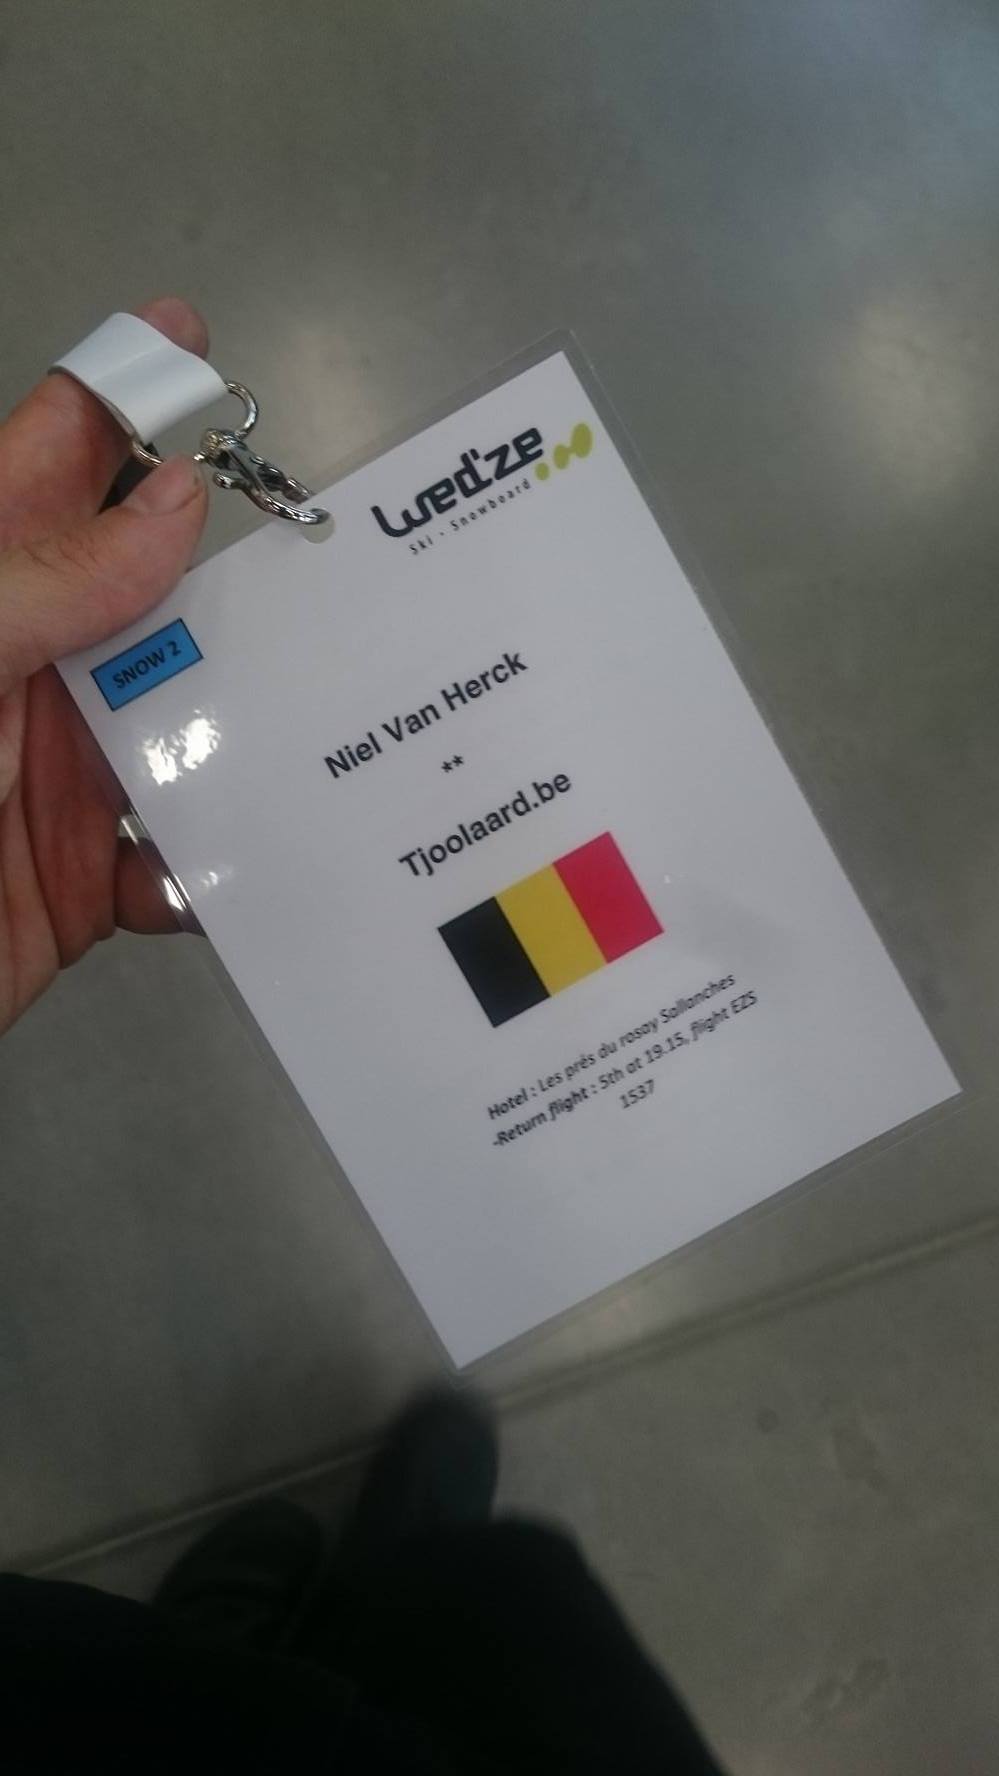 wed'ze
Ski - Snowboard
SNOW 2
Niel Van Herck
**
Tjoolaard.be
Hotel : Les prés du rosay Sallanches
-Return flight : 5th at 19.15, flight EZS
1537